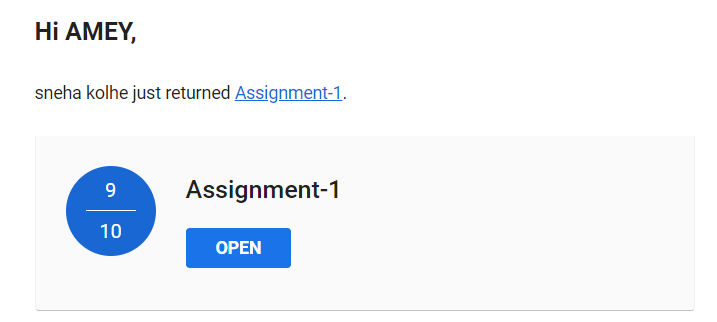 Hi AMEY,
sneha kolhe just returned Assignment-1.
9
10
Assignment-1
OPEN